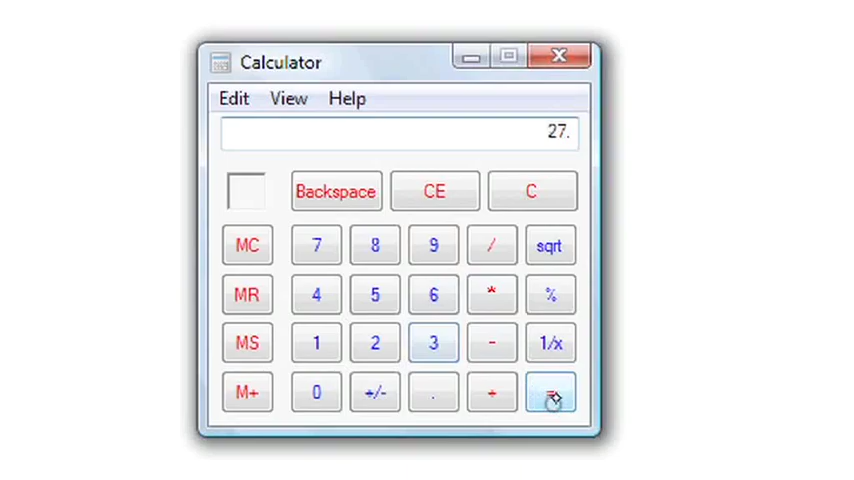 Calculator
Edit View Help
27.
Backspace CE C
MC 7 8 9 / sqrt
MR 4 5 6 * %
MS 1 2 3 - 1/x
M+ 0 +/- . + =